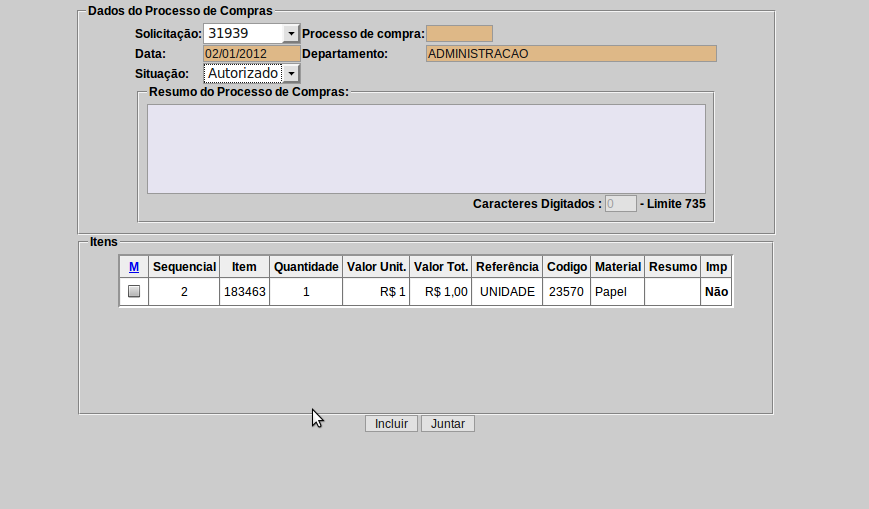 Dados do Processo de Compras
Solicitação: 31939 Processo de compra:
Data: 02/01/2012 Departamento: ADMINISTRACAO
Situação: Autorizado
Resumo do Processo de Compras:
Caracteres Digitados : 0 - Limite 735
Itens
M Sequencial Item Quantidade Valor Unit. Valor Tot. Referência Codigo Material Resumo Imp
2 183463 1 R$ 1 R$ 1,00 UNIDADE 23570 Papel Não
Incluir Juntar